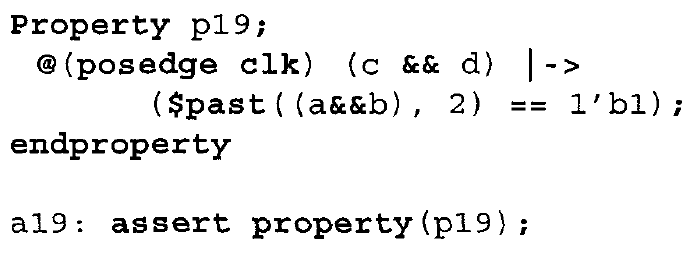 Property p19;
@(posedge clk) (c && d) |->
($past((a&&b), 2) == 1'b1);
endproperty
a19: assert property(p19);